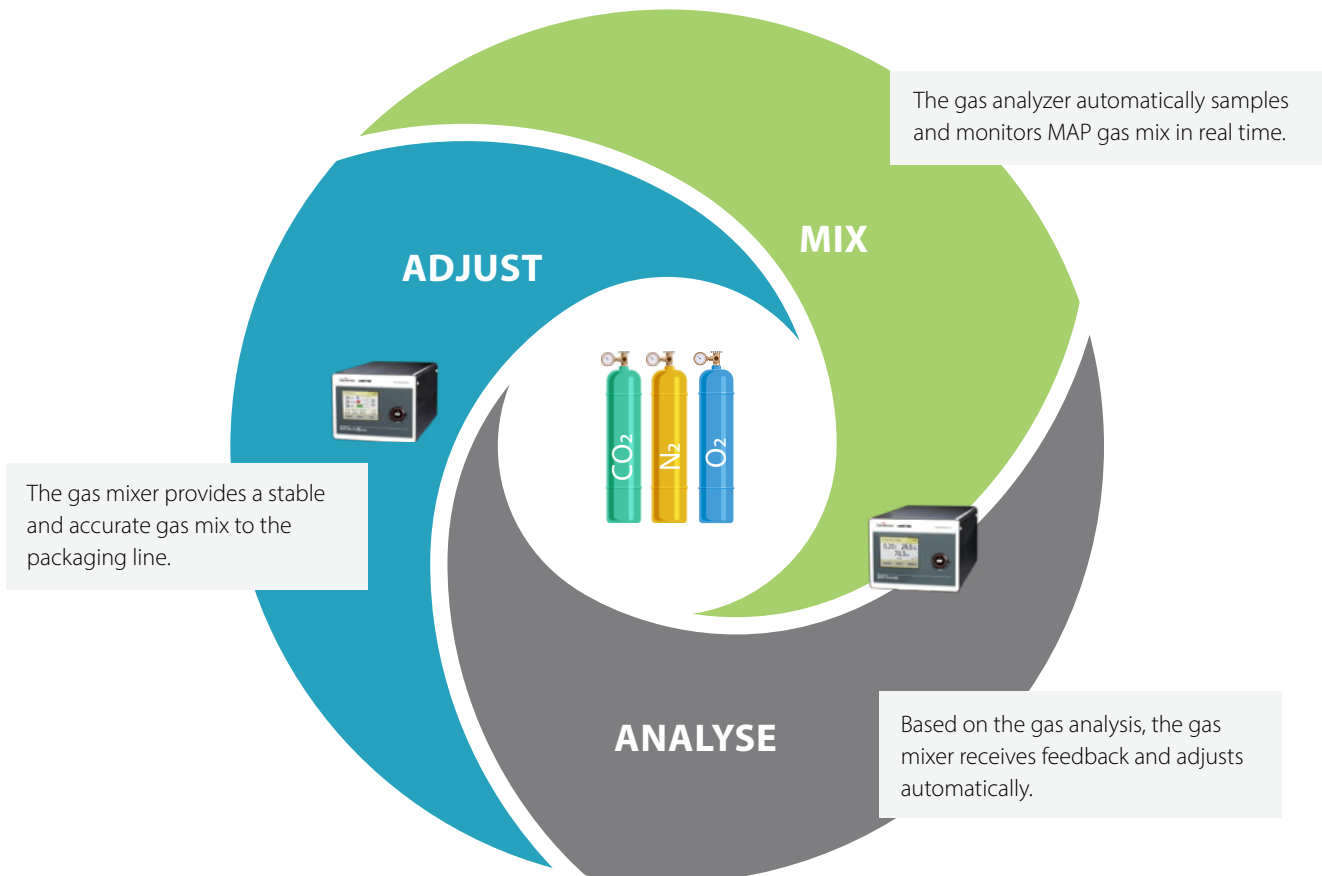 The gas analyzer automatically samples
and monitors MAP gas mix in real time.
MIX
ADJUST
CO₂
N₂
O₂
The gas mixer provides a stable
and accurate gas mix to the
packaging line.
ANALYSE
Based on the gas analysis, the gas
mixer receives feedback and adjusts
automatically.